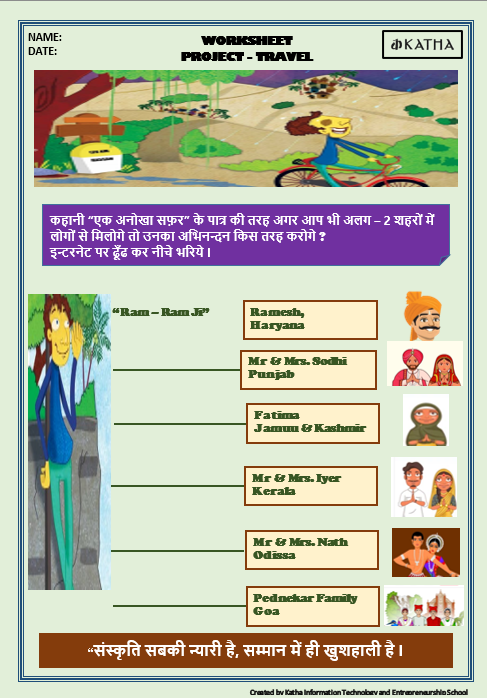 NAME:
DATE:
WORKSHEET
PROJECT - TRAVEL
KATHA
कहानी “एक अनोखा सफ़र” के पात्र की तरह अगर आप भी अलग – 2 शहरों में
लोगों से मिलोगे तो उनका अभिनन्दन किस तरह करोगे ?
इन्टरनेट पर ढूँढ कर नीचे भरिये ।
“Ram – Ram Ji”
Ramesh,
Haryana
Mr & Mrs. Sodhi
Punjab
Fatima
Jamuu & Kashmir
Mr & Mrs. Iyer
Kerala
Mr & Mrs. Nath
Odissa
Pednekar Family
Goa
“संस्कृति सबकी न्यारी है, सम्मान में ही खुशहाली है ।
Created by Katha Information Technology and Entrepreneurship School